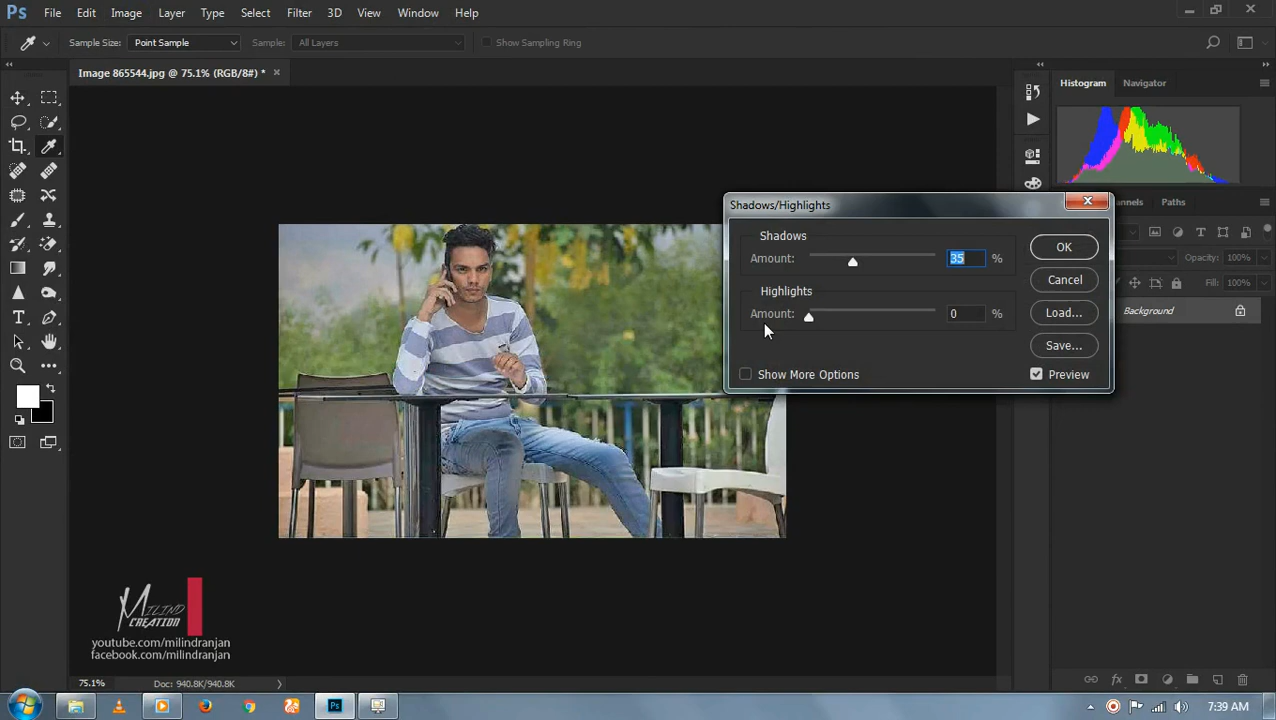 Ps File Edit Image Layer Type Select Filter 3D View Window Help
Sample Size: Point Sample Sample: All Layers Show Sampling Ring
Image 865544.jpg @ 75.1% (RGB/8#) *
Histogram Navigator
Shadows/Highlights
Shadows
Amount: 35 %
Highlights
Amount: 0 %
Show More Options
OK
Cancel
Load...
Save...
Preview
nnels Paths
Opacity: 100%
Fill: 100%
Background
MILIND
CREATION
youtube.com/milindranjan
facebook.com/milindranjan
75.1% Doc: 940.8K/940.8K
Ps
7:39 AM